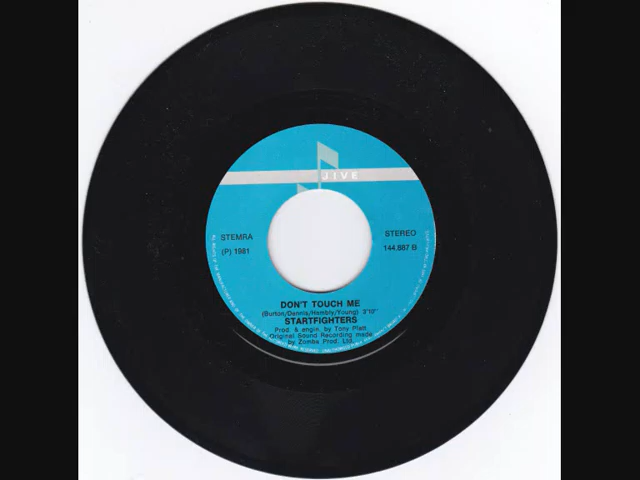 JIVE
STEMRA
STEREO
(P) 1981
144.887 B
DON'T TOUCH ME
(Burton/Dennis/Hambly/Young) 3'10"
STARTFIGHTERS
Prod. & engin. by Tony Platt
Original Sound Recording made
by Zomba Prod. Ltd.